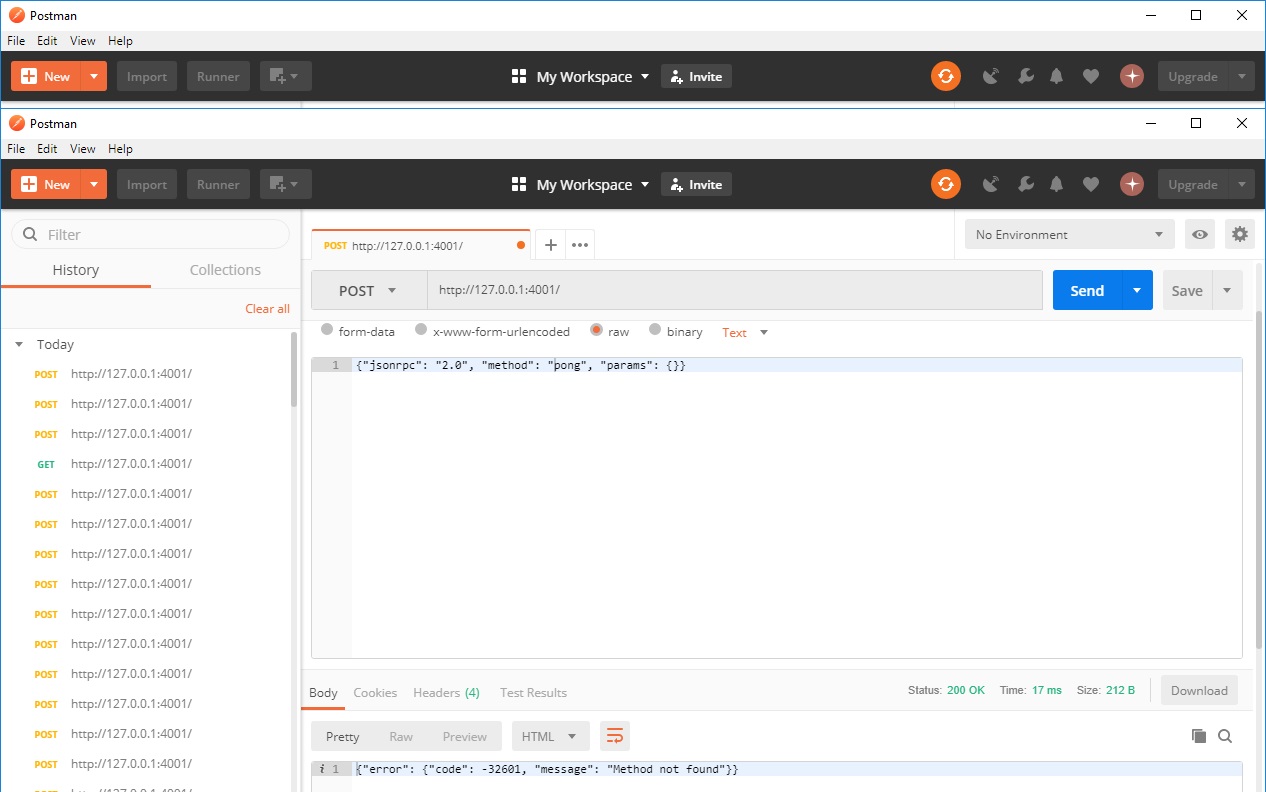 Postman
File Edit View Help
New Import Runner My Workspace Invite Upgrade
Postman
File Edit View Help
New Import Runner My Workspace Invite Upgrade
Filter
History Collections
Clear all
Today
POST http://127.0.0.1:4001/
POST http://127.0.0.1:4001/
POST http://127.0.0.1:4001/
GET http://127.0.0.1:4001/
POST http://127.0.0.1:4001/
POST http://127.0.0.1:4001/
POST http://127.0.0.1:4001/
POST http://127.0.0.1:4001/
POST http://127.0.0.1:4001/
POST http://127.0.0.1:4001/
POST http://127.0.0.1:4001/
POST http://127.0.0.1:4001/
POST http://127.0.0.1:4001/
POST http://127.0.0.1:4001/
POST http://127.0.0.1:4001/ No Environment
POST http://127.0.0.1:4001/ Send Save
form-data x-www-form-urlencoded raw binary Text
1 {"jsonrpc": "2.0", "method": "pong", "params": {}}
Body Cookies Headers (4) Test Results Status: 200 OK Time: 17 ms Size: 212 B Download
Pretty Raw Preview HTML
i 1 {"error": {"code": -32601, "message": "Method not found"}}